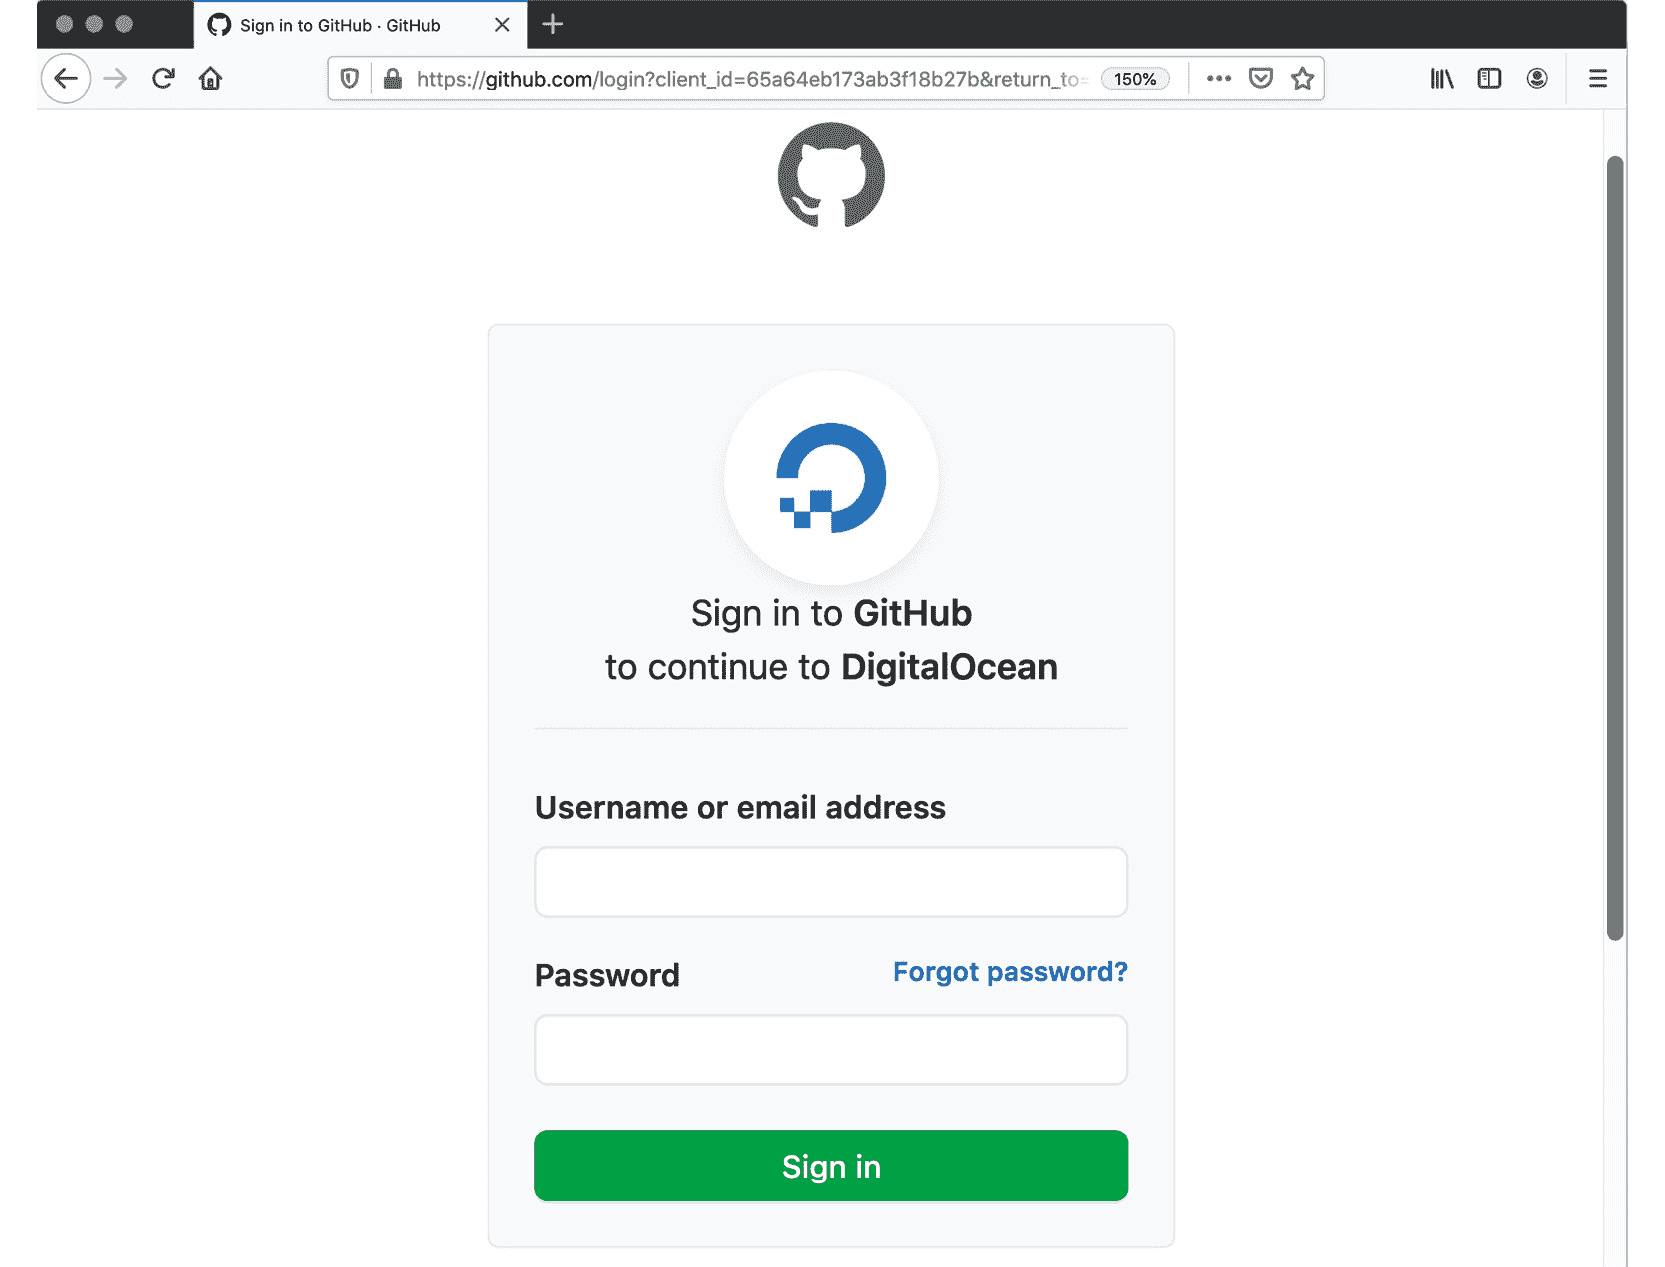 Sign in to GitHub · GitHub
https://github.com/login?client_id=65a64eb173ab3f18b27b&return_to=
150%
Sign in to GitHub
to continue to DigitalOcean
Username or email address
Password
Forgot password?
Sign in